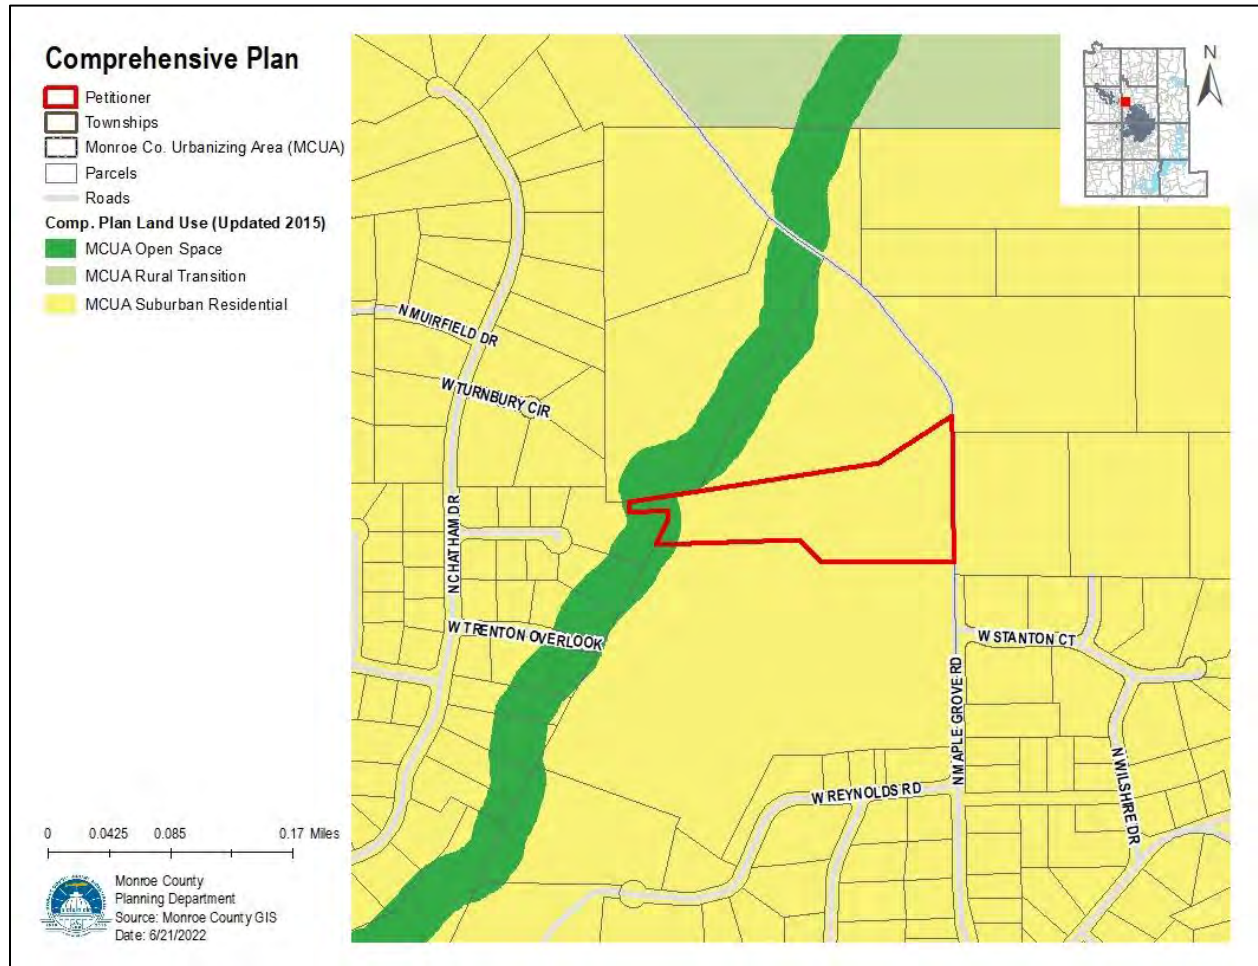 Comprehensive Plan
Petitioner
Townships
Monroe Co. Urbanizing Area (MCUA)
Parcels
Roads
Comp. Plan Land Use (Updated 2015)
MCUA Open Space
MCUA Rural Transition
MCUA Suburban Residential
N
N MUIRFIELD DR
W TURNBURY CIR
N CHATHAM DR
W TRENTON OVERLOOK
W STANTON CT
N MAPLE GROVE RD
W REYNOLDS RD
N WILSHIRE DR
0 0.0425 0.085 0.17 Miles
Monroe County
Planning Department
Source: Monroe County GIS
Date: 6/21/2022